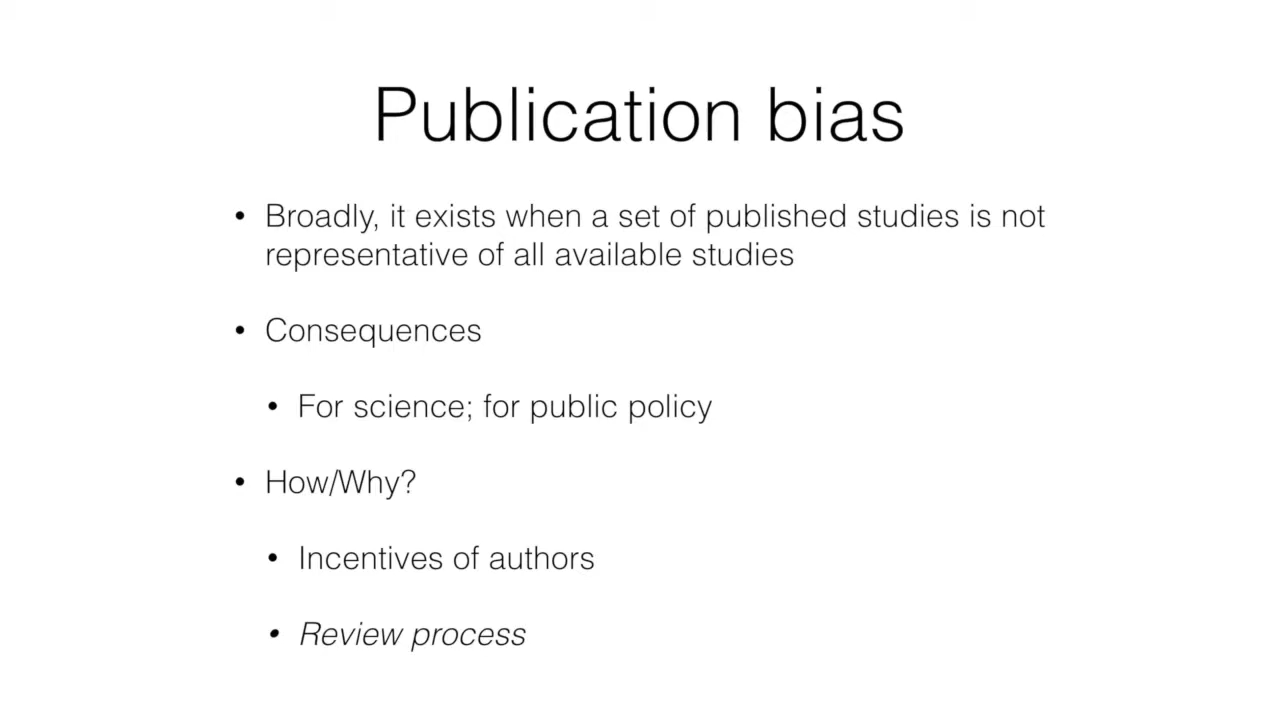 Publication bias
• Broadly, it exists when a set of published studies is not
representative of all available studies
• Consequences
• For science; for public policy
• How/Why?
• Incentives of authors
• Review process